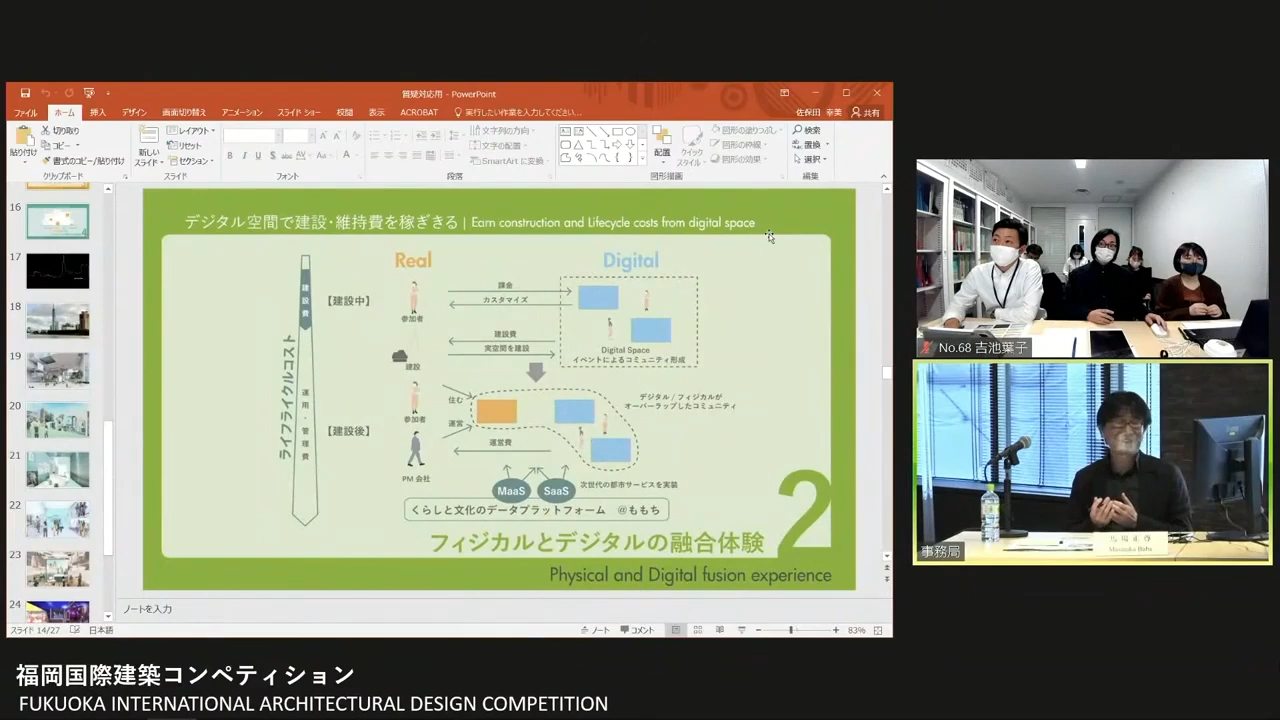 質疑対応用 - PowerPoint
ファイル ホーム 挿入 デザイン 画面切り替え アニメーション スライド ショー 校閲 表示 ACROBAT 実行したい作業を入力してください... 佐保田 幸美 共有
貼り付け
切り取り
コピー
書式のコピー/貼り付け
クリップボード
新しい
スライド
レイアウト
リセット
セクション
スライド
フォント
文字列の方向
文字の配置
SmartArt に変換
段落
配置
クイック
スタイル
図形の塗りつぶし
図形の枠線
図形の効果
図形描画
検索
置換
選択
編集
16
17
18
19
20
21
22
23
24
デジタル空間で建設・維持費を稼ぎきる | Earn construction and Lifecycle costs from digital space
Real
Digital
ライフライクルコスト
建設費
運用・管理費
【建設中】
参加者
課金
カスタマイズ
建設費
実空間を建設
建設
Digital Space
イベントによるコミュニティ形成
【建設後】
参加者
住む
運営
運営費
PM 会社
デジタル / フィジカルが
オーバーラップしたコミュニティ
MaaS
SaaS
次世代の都市サービスを実装
くらしと文化のデータプラットフォーム @ももち
フィジカルとデジタルの融合体験
2
Physical and Digital fusion experience
ノートを入力
スライド 14/27 日本語 ノート コメント 83%
No.68 吉池葉子
馬場正尊
Masataka Baba
事務局
福岡国際建築コンペティション
FUKUOKA INTERNATIONAL ARCHITECTURAL DESIGN COMPETITION